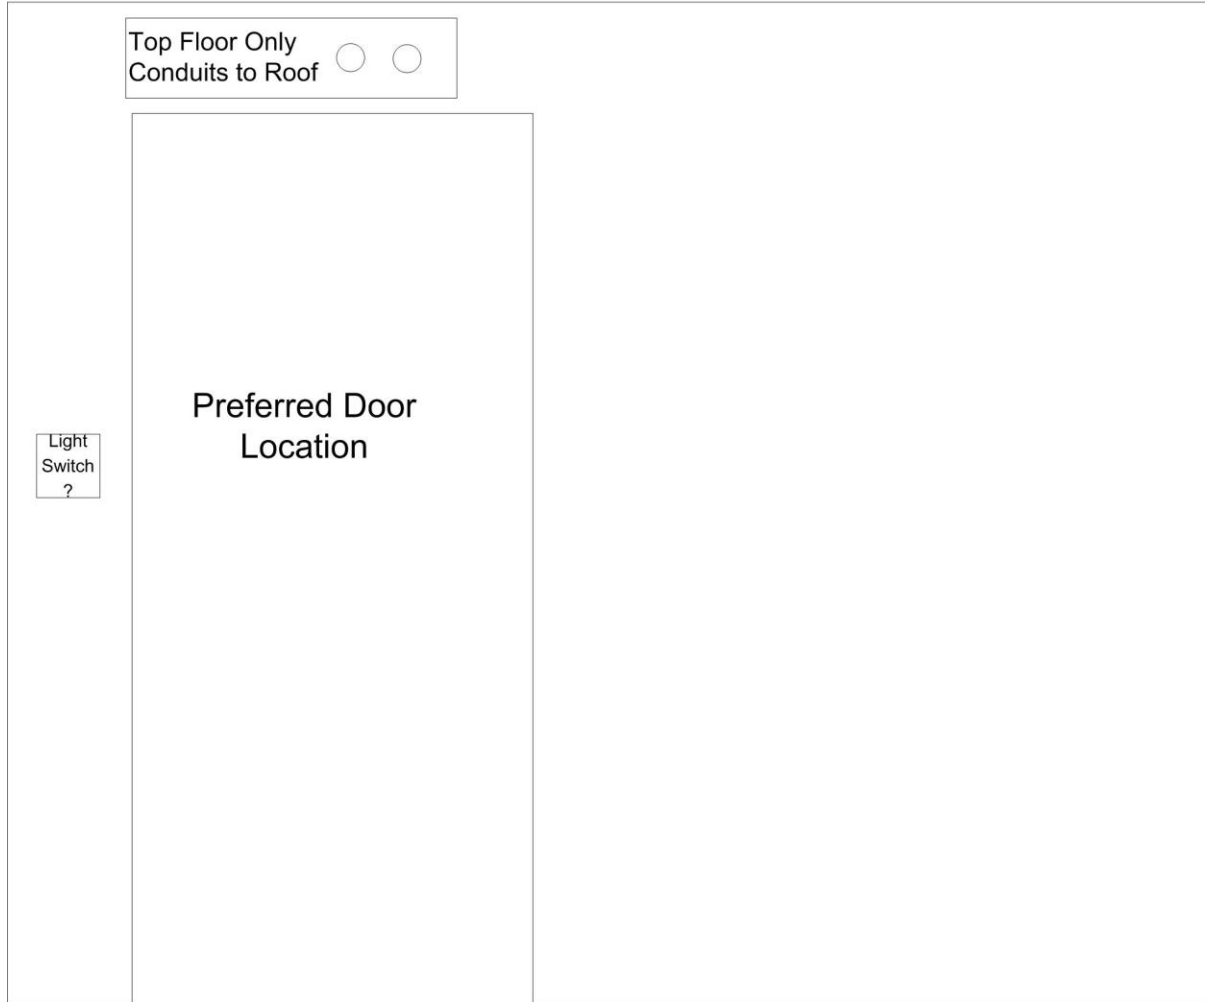 Top Floor Only
Conduits to Roof
Preferred Door
Location
Light
Switch
?